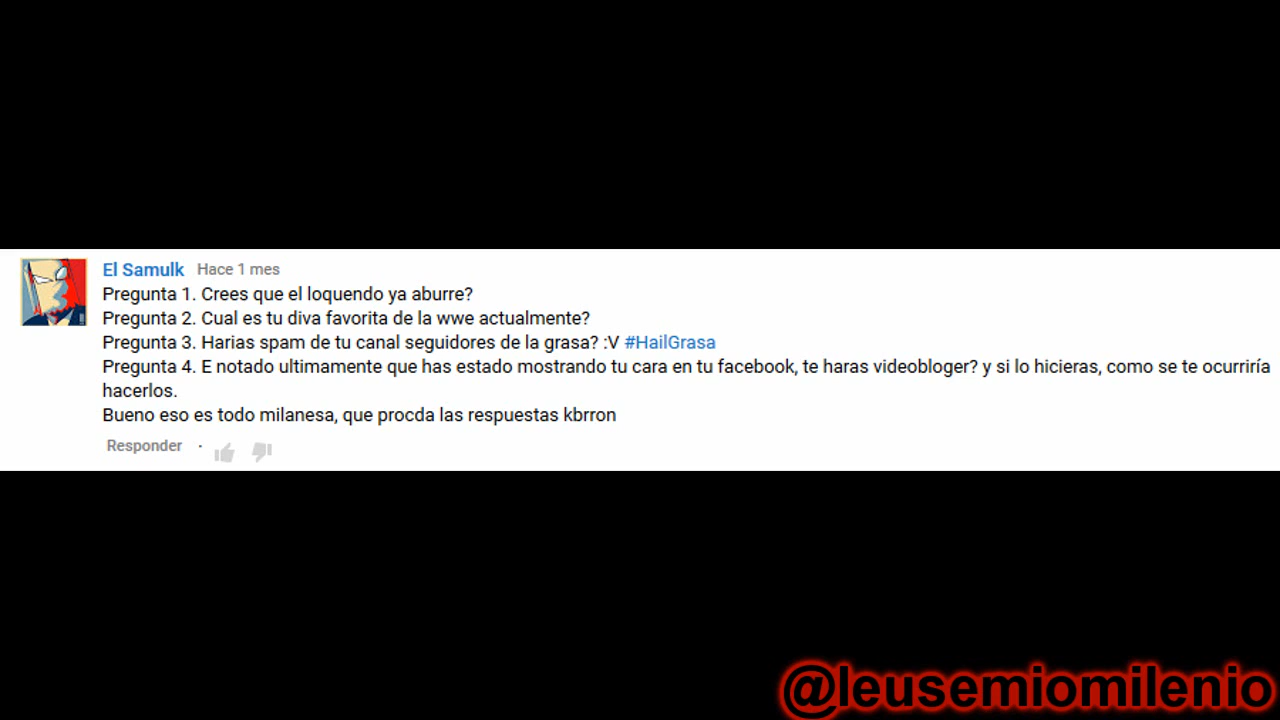 El Samulk Hace 1 mes
Pregunta 1. Crees que el loquendo ya aburre?
Pregunta 2. Cual es tu diva favorita de la wwe actualmente?
Pregunta 3. Harias spam de tu canal seguidores de la grasa? :V #HailGrasa
Pregunta 4. E notado ultimamente que has estado mostrando tu cara en tu facebook, te haras videobloger? y si lo hicieras, como se te ocurriría
hacerlos.
Bueno eso es todo milanesa, que procda las respuestas kbrron
Responder ·
@leusemiomilenio